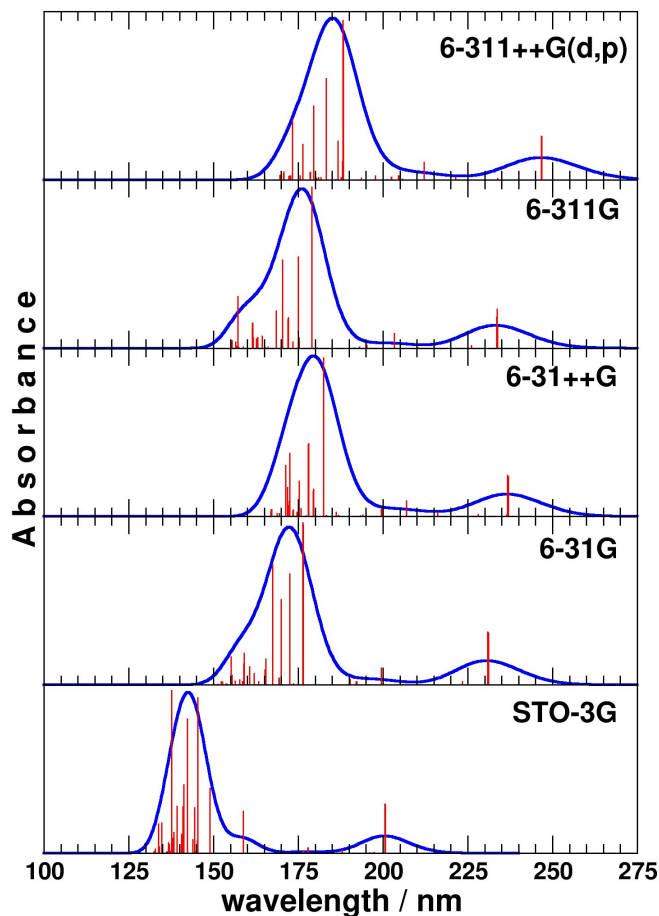 6-311++G(d,p)
6-311G
6-31++G
6-31G
STO-3G
Absorbance
100 125 150 175 200 225 250 275
wavelength / nm